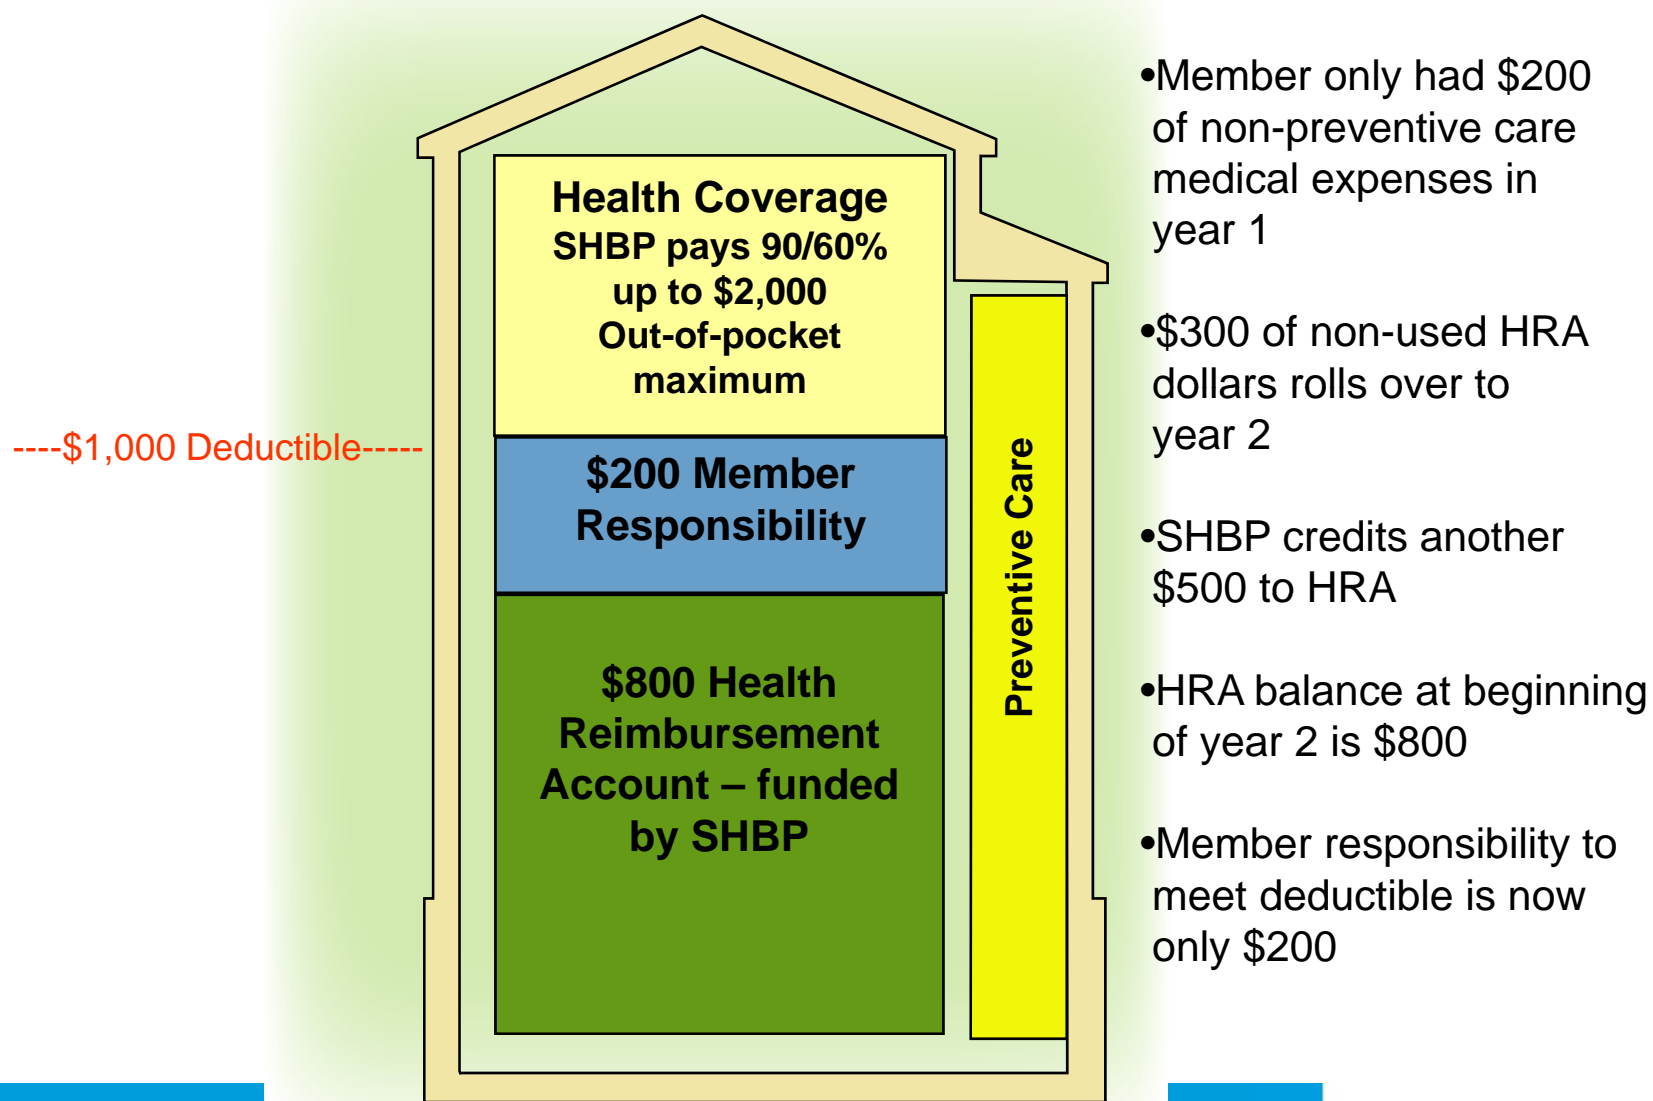 ----$1,000 Deductible-----
Health Coverage
SHBP pays 90/60%
up to $2,000
Out-of-pocket
maximum
$200 Member
Responsibility
$800 Health
Reimbursement
Account – funded
by SHBP
Preventive Care
•Member only had $200
of non-preventive care
medical expenses in
year 1
•$300 of non-used HRA
dollars rolls over to
year 2
•SHBP credits another
$500 to HRA
•HRA balance at beginning
of year 2 is $800
•Member responsibility to
meet deductible is now
only $200